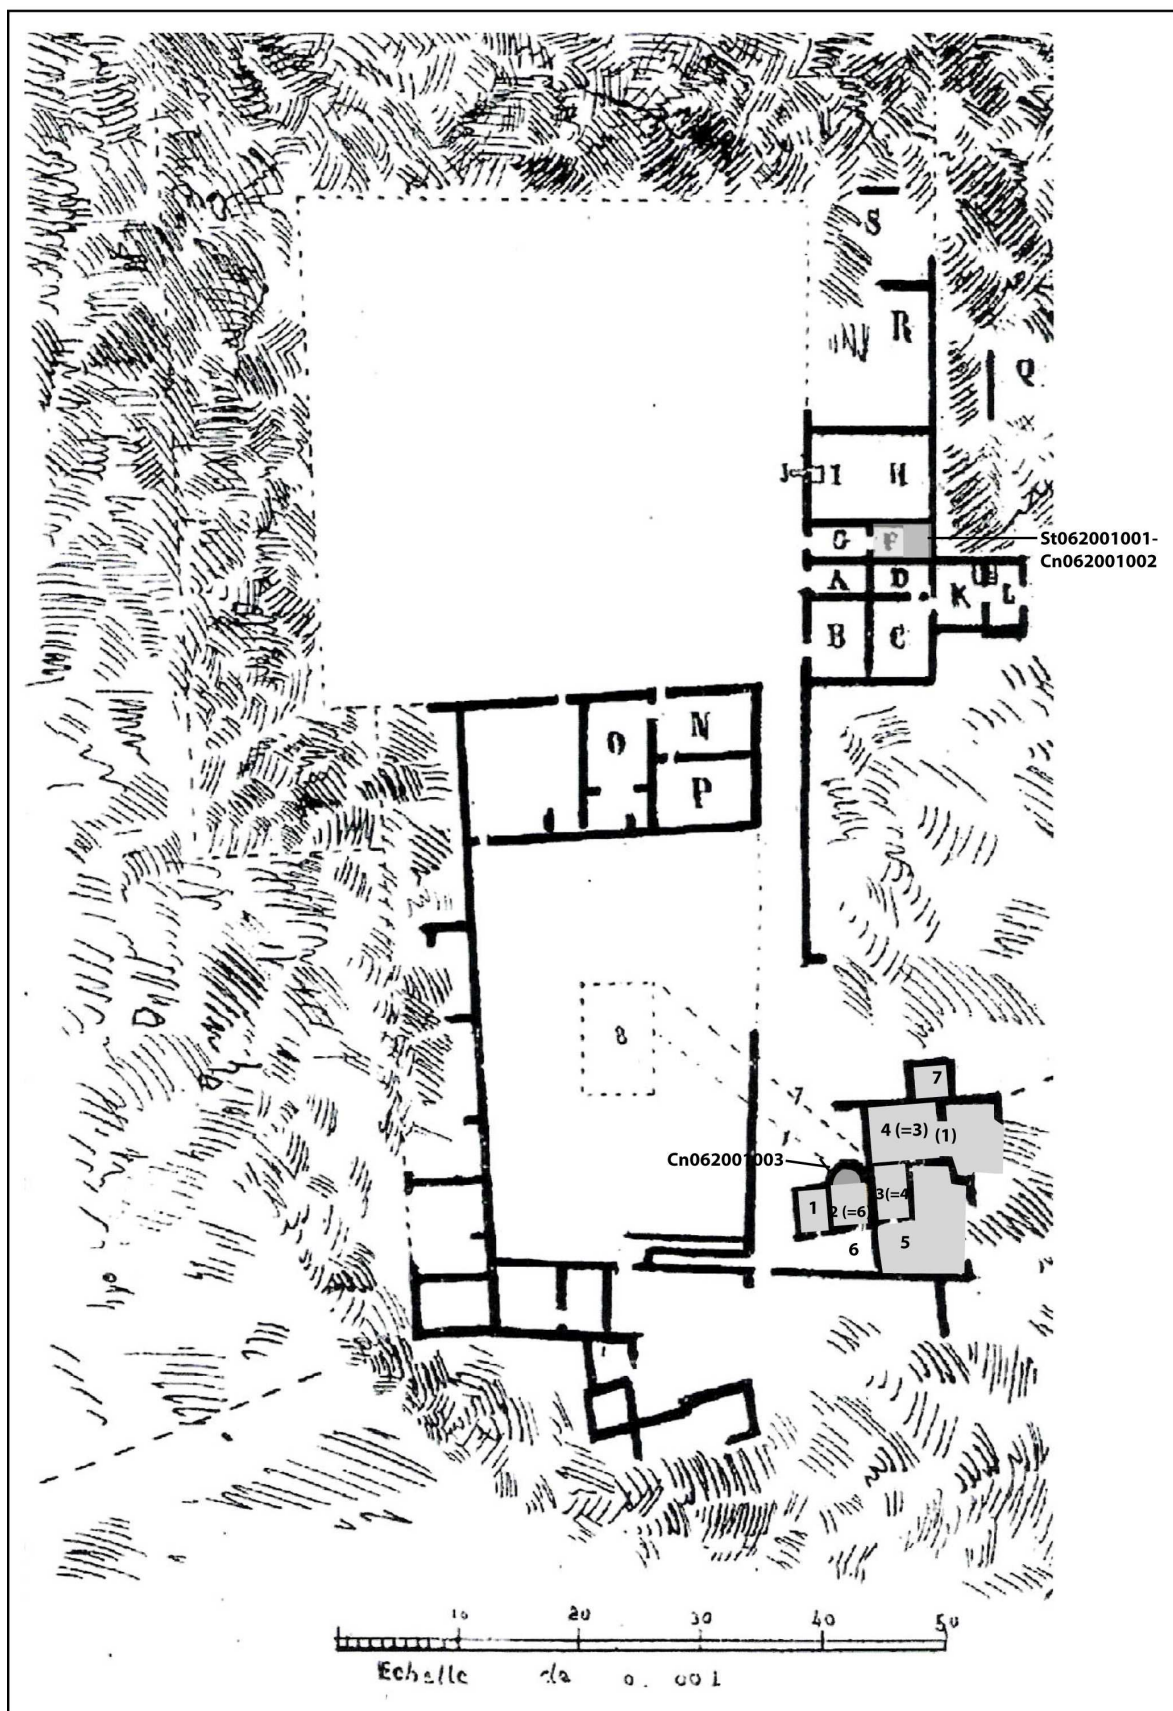 S
R
Q
J I H
G F
St062001001-
Cn062001002
A D
K L
B C
N
O
P
8
7
4 (=3) (1)
Cn062001003
3(=4
1
2 (=6)
5
6
10 20 30 40 50
Echelle de 0.001